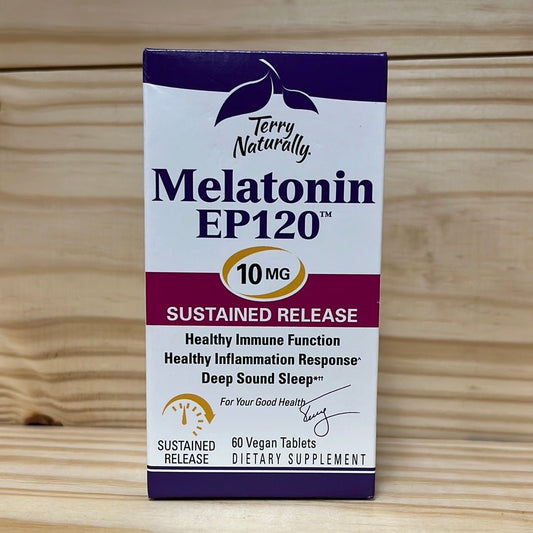 Terry
Naturally.
Melatonin
EP120™
10 MG
SUSTAINED RELEASE
Healthy Immune Function
Healthy Inflammation Response^
Deep Sound Sleep*††
For Your Good Health,
Terry
SUSTAINED
RELEASE
60 Vegan Tablets
DIETARY SUPPLEMENT